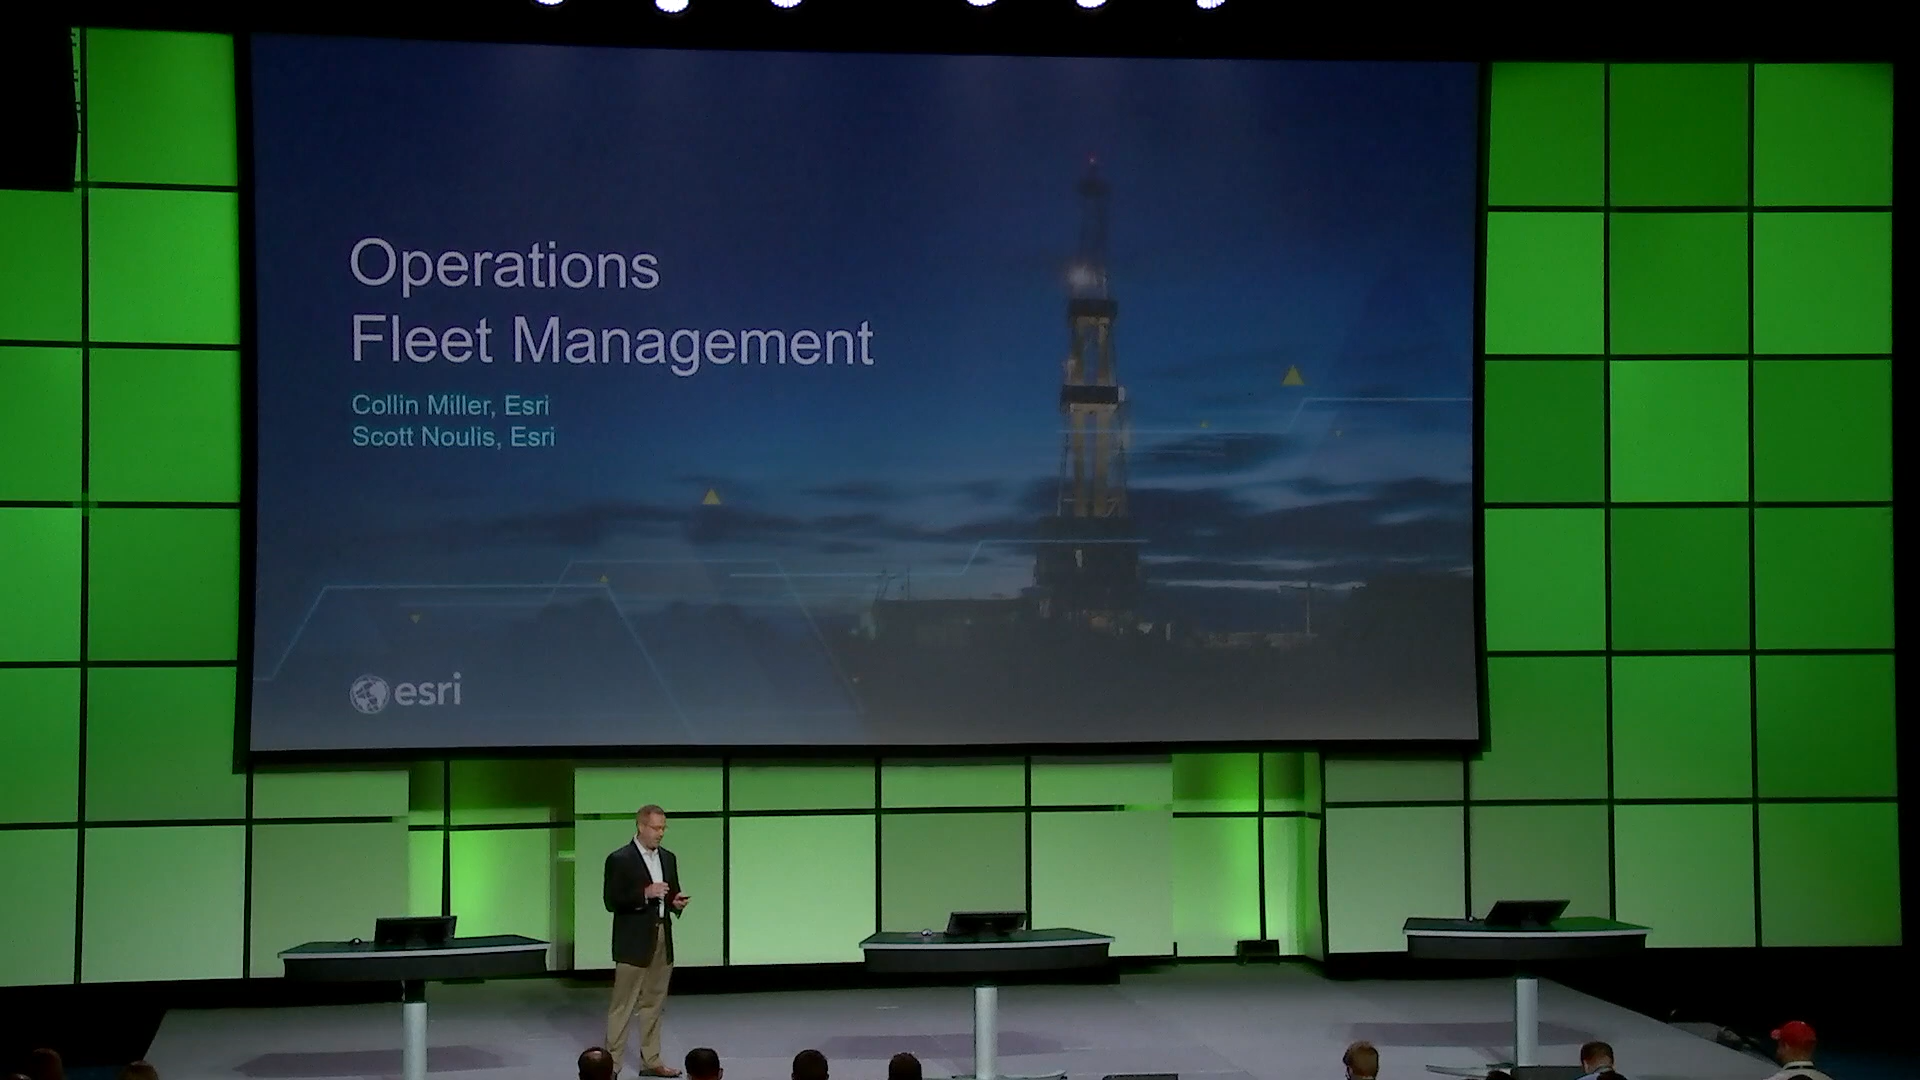 Operations
Fleet Management
Collin Miller, Esri
Scott Noulis, Esri
esri